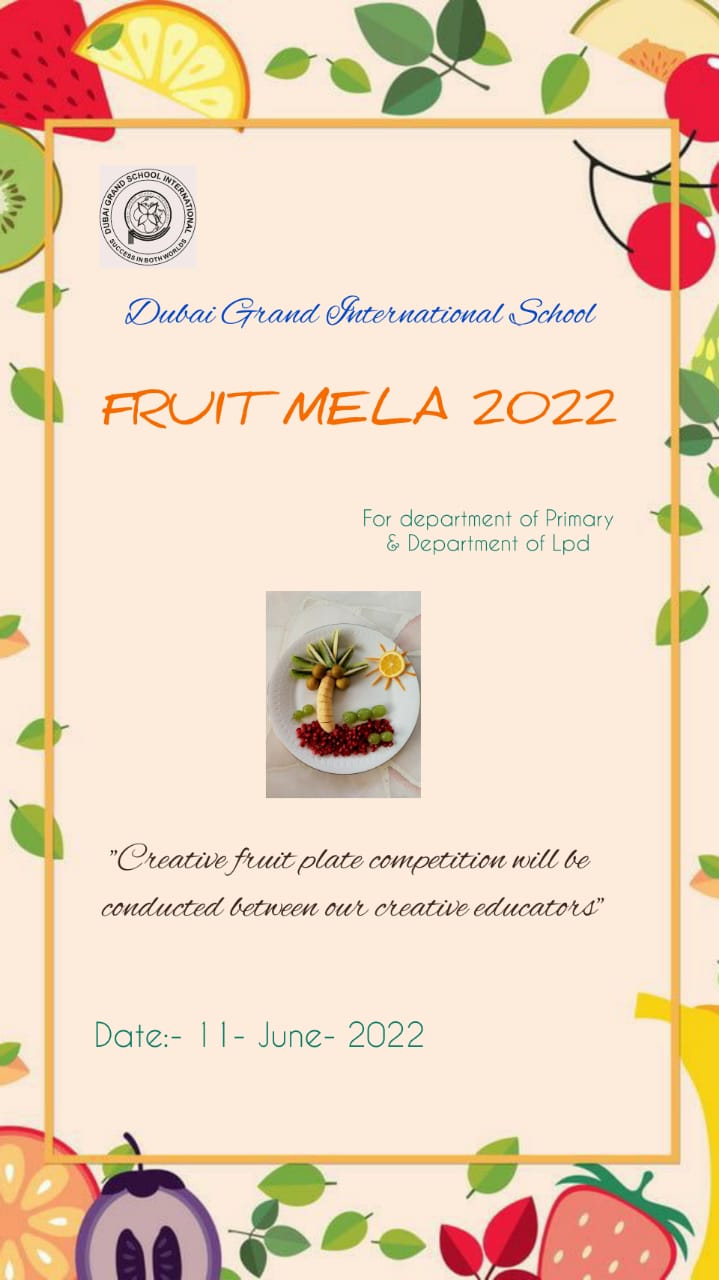 DUBAI GRAND SCHOOL INTERNATIONAL
SUCCESS IN BOTH WORLDS
Dubai Grand International School
FRUIT MELA 2022
For department of Primary
& Department of Lpd
"Creative fruit plate competition will be
conducted between our creative educators"
Date:- 11- June- 2022